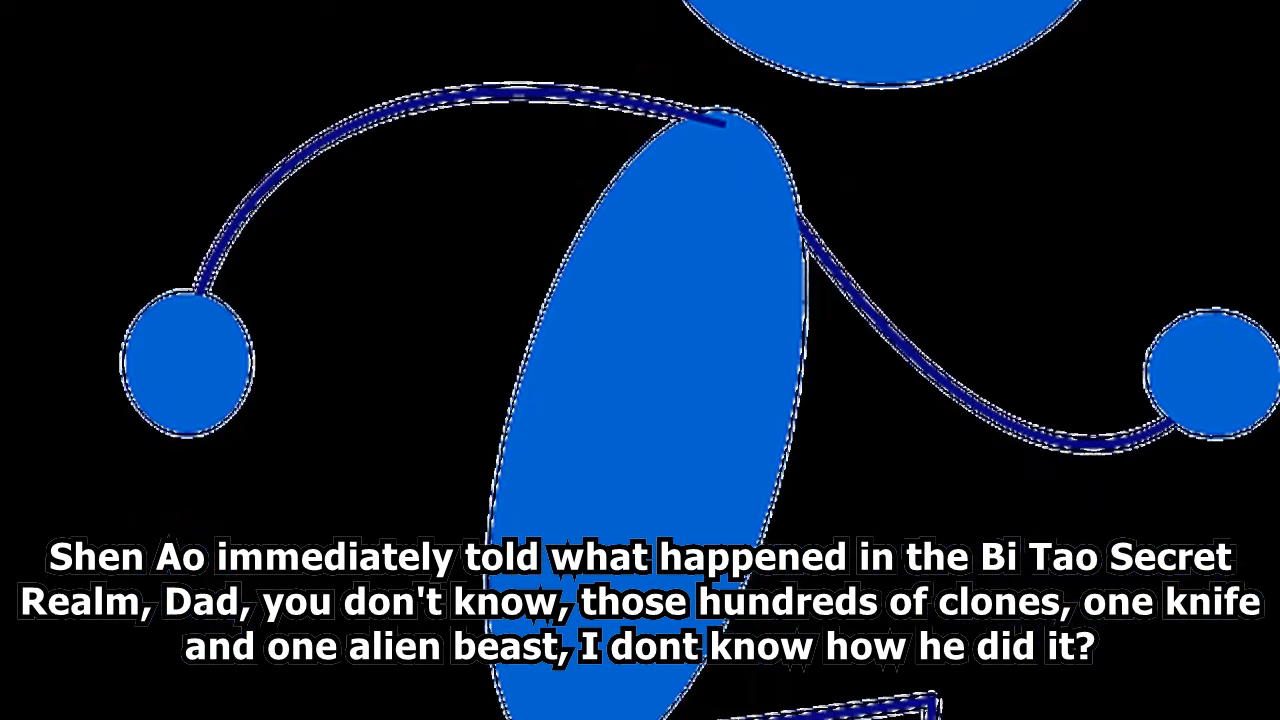 Shen Ao immediately told what happened in the Bi Tao Secret
Realm, Dad, you don't know, those hundreds of clones, one knife
and one alien beast, I dont know how he did it?